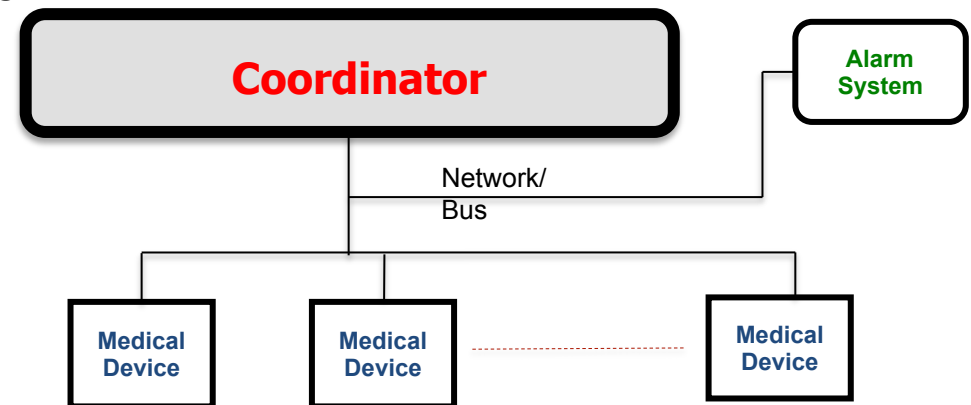 Coordinator
Alarm
System
Network/
Bus
Medical
Device
Medical
Device
Medical
Device